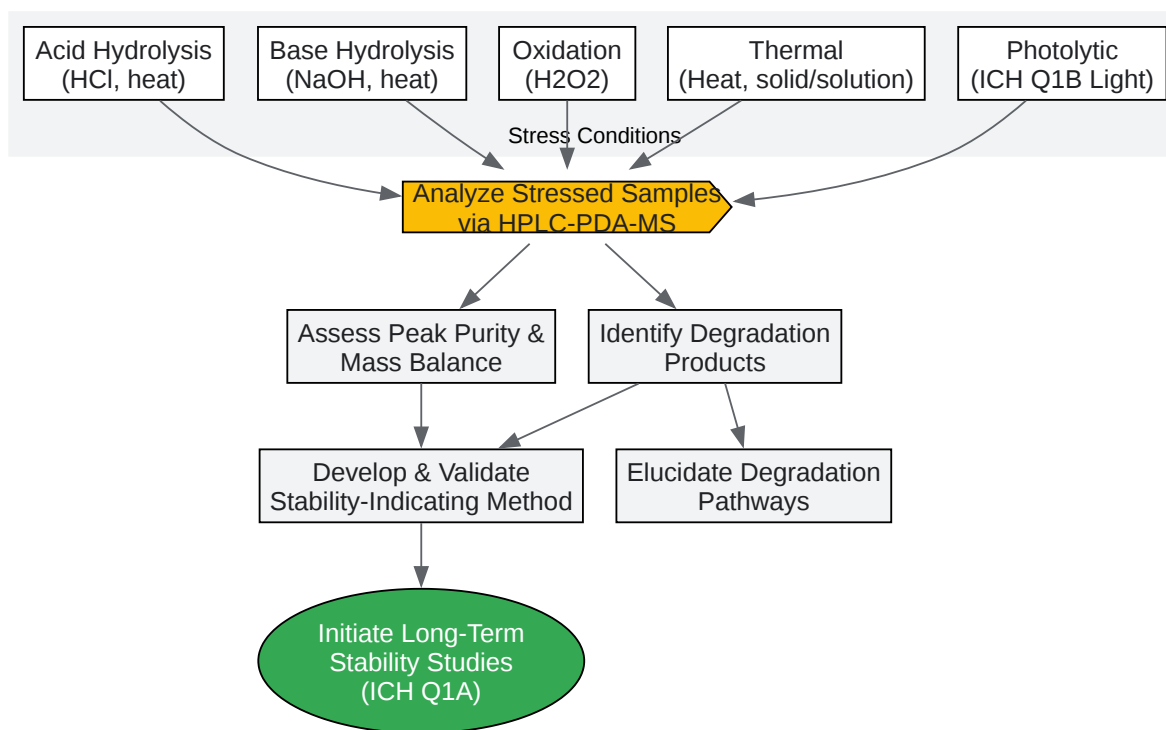 Acid Hydrolysis
(HCl, heat)
Base Hydrolysis
(NaOH, heat)
Oxidation
(H2O2)
Thermal
(Heat, solid/solution)
Photolytic
(ICH Q1B Light)
Stress Conditions
Analyze Stressed Samples
via HPLC-PDA-MS
Assess Peak Purity &
Mass Balance
Identify Degradation
Products
Develop & Validate
Stability-Indicating Method
Elucidate Degradation
Pathways
Initiate Long-Term
Stability Studies
(ICH Q1A)